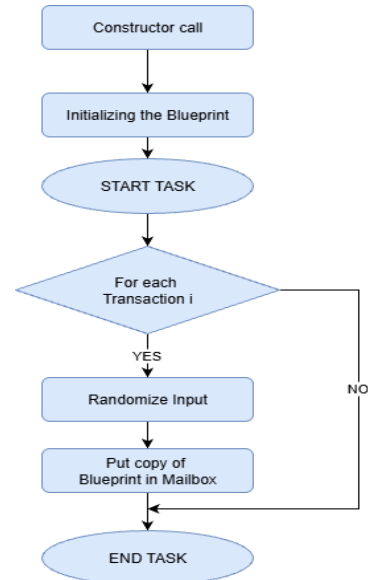 Constructor call
Initializing the Blueprint
START TASK
For each
Transaction i
YES
Randomize Input
NO
Put copy of
Blueprint in Mailbox
END TASK